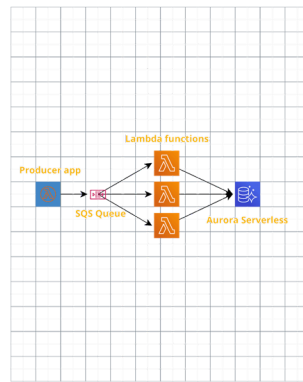 Lambda functions
Producer app
SQS Queue
Aurora Serverless